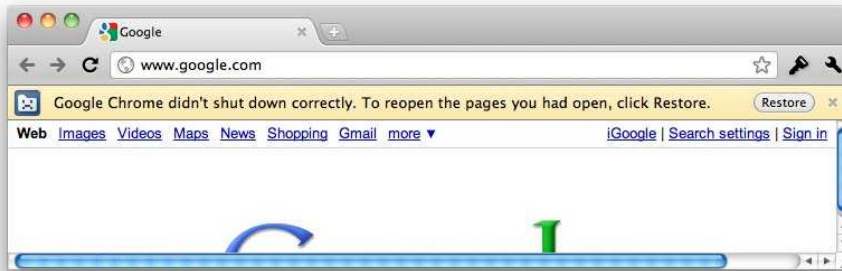 Google
www.google.com
Google Chrome didn't shut down correctly. To reopen the pages you had open, click Restore. Restore
Web Images Videos Maps News Shopping Gmail more ▼ iGoogle | Search settings | Sign in